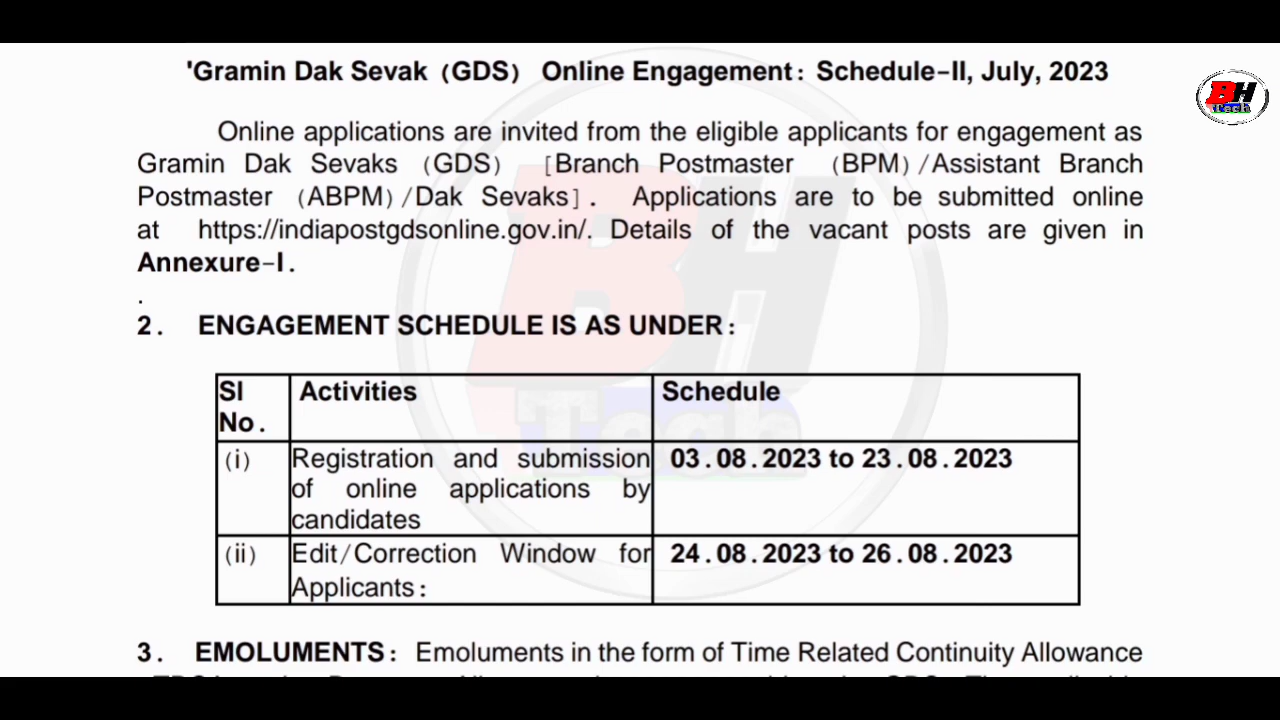 'Gramin Dak Sevak (GDS) Online Engagement: Schedule-II, July, 2023
BH
Tech
Online applications are invited from the eligible applicants for engagement as
Gramin Dak Sevaks (GDS) [Branch Postmaster (BPM)/Assistant Branch
Postmaster (ABPM)/Dak Sevaks]. Applications are to be submitted online
at https://indiapostgdsonline.gov.in/. Details of the vacant posts are given in
Annexure-I.
.
2. ENGAGEMENT SCHEDULE IS AS UNDER:
Sl No. Activities Schedule
(i) Registration and submission 03.08.2023 to 23.08.2023
of online applications by
candidates
(ii) Edit/Correction Window for 24.08.2023 to 26.08.2023
Applicants:
BH
Tech
3. EMOLUMENTS: Emoluments in the form of Time Related Continuity Allowance